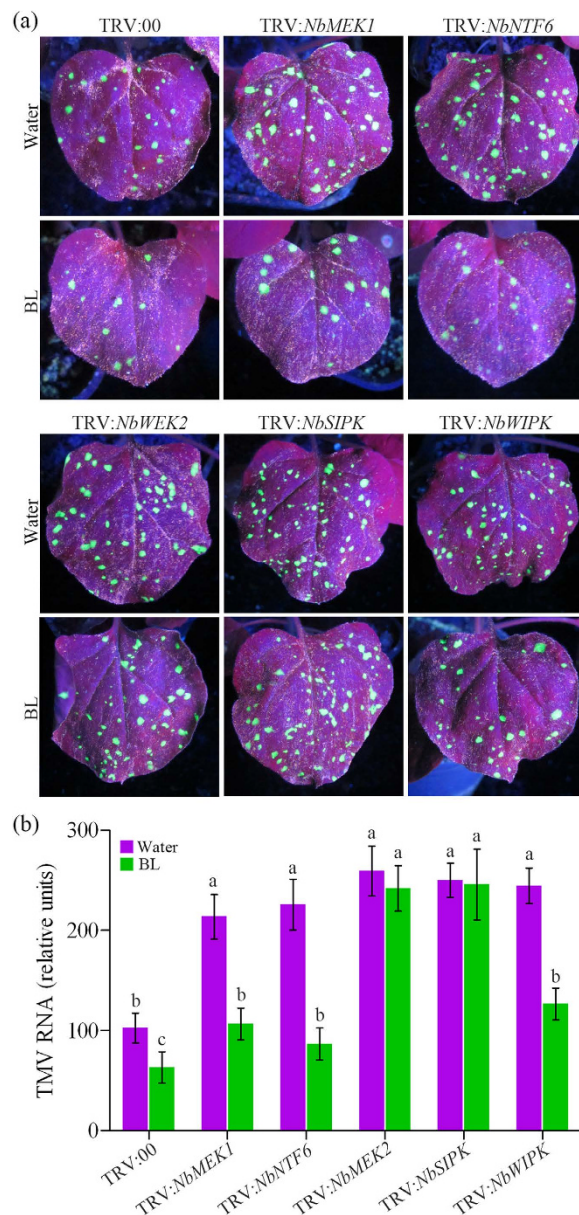 (a)
TRV:00 TRV:NbMEK1 TRV:NbNTF6
Water
BL
TRV:NbWEK2 TRV:NbSIPK TRV:NbWIPK
Water
BL
(b)
300
200
100
0
TMV RNA (relative units)
Water
BL
b c a b a b a a a a a b
TRV:00 TRV:NbMEK1 TRV:NbNTF6 TRV:NbMEK2 TRV:NbSIPK TRV:NbWIPK